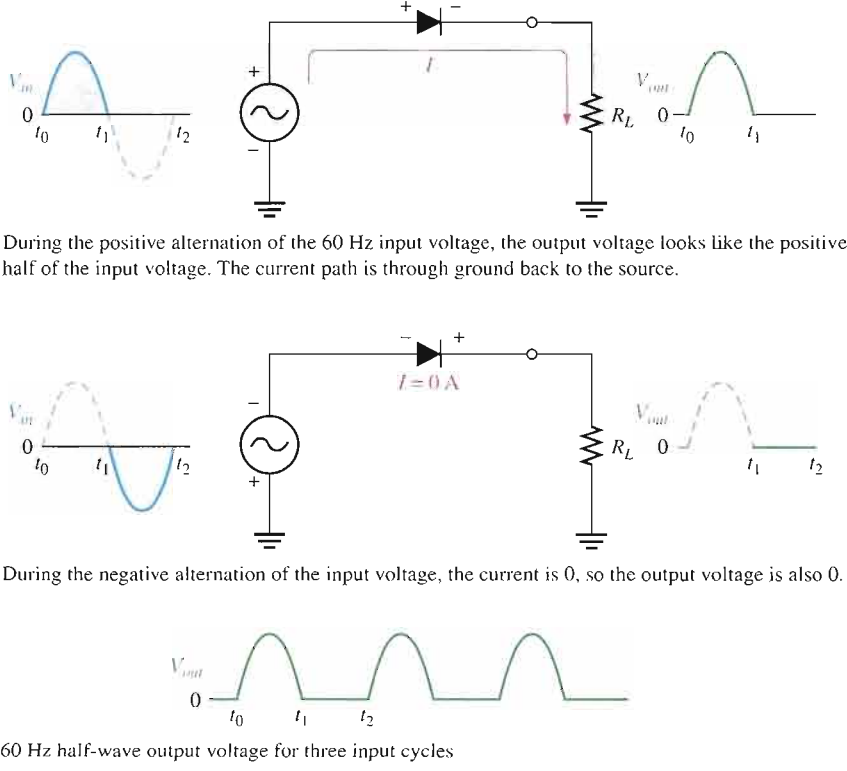 + −
V_in
0
t_0 t_1 t_2
+
−
I
R_L
V_out
0
t_0 t_1
During the positive alternation of the 60 Hz input voltage, the output voltage looks like the positive
half of the input voltage. The current path is through ground back to the source.
− +
I = 0 A
V_in
0
t_0 t_1 t_2
−
+
R_L
V_out
0
t_0 t_1 t_2
During the negative alternation of the input voltage, the current is 0, so the output voltage is also 0.
V_out
0
t_0 t_1 t_2
60 Hz half-wave output voltage for three input cycles